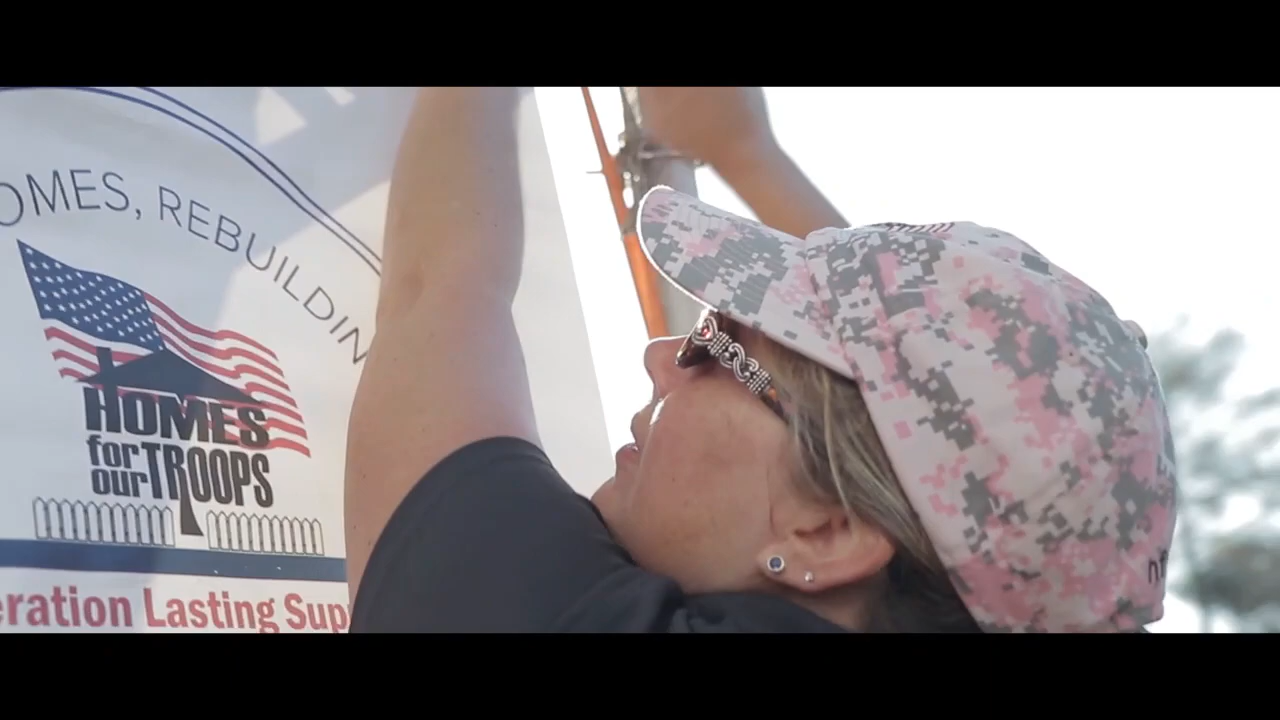 OMES, REBUILDIN
HOMES
for
our TROOPS
eration Lasting Sup